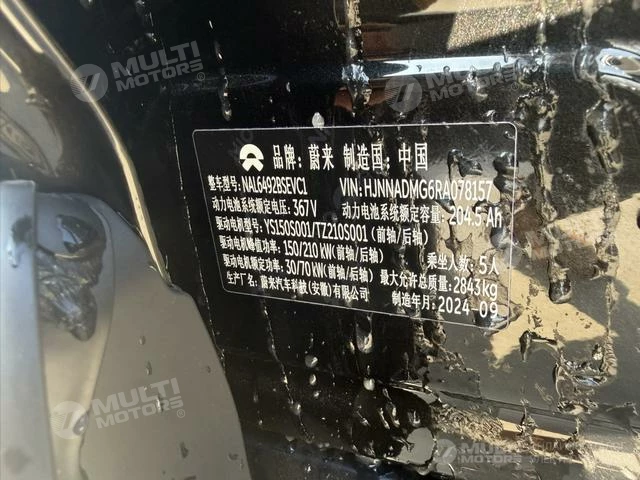 MULTI MOTORS
MULTI MOTORS
品牌：蔚来 制造国：中国
整车型号：NAL6492BSEVC1 VIN：HJNNADMG6RA078157
动力电池系统额定电压：367V 动力电池系统额定容量：204.5 Ah
驱动电机型号：YS150S001/TZ210S001（前轴/后轴）
驱动电机峰值功率：150/210 kW（前轴/后轴） 乘坐人数：5人
驱动电机额定功率：30/70 kW（前轴/后轴） 最大允许总质量：2843kg
生产厂名：蔚来汽车科技（安徽）有限公司 制造年月：2024-09
MULTI MOTORS